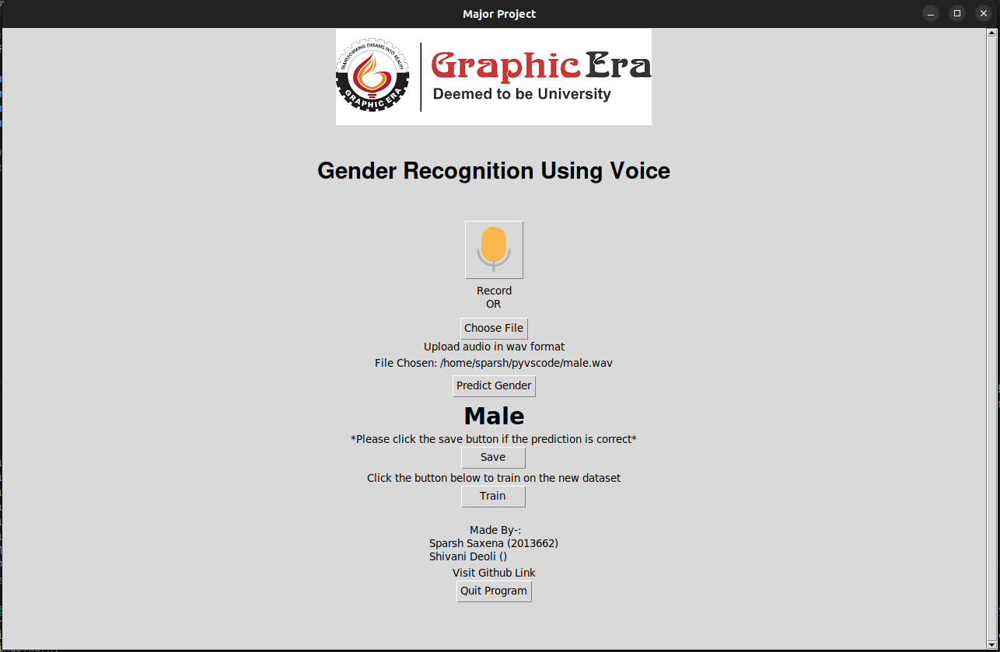 Major Project
TRANSFORMING DREAMS INTO REALITY
GRAPHIC ERA
Graphic Era
Deemed to be University
Gender Recognition Using Voice
Record
OR
Choose File
Upload audio in wav format
File Chosen: /home/sparsh/pyvscode/male.wav
Predict Gender
Male
*Please click the save button if the prediction is correct*
Save
Click the button below to train on the new dataset
Train
Made By-:
Sparsh Saxena (2013662)
Shivani Deoli ()
Visit Github Link
Quit Program